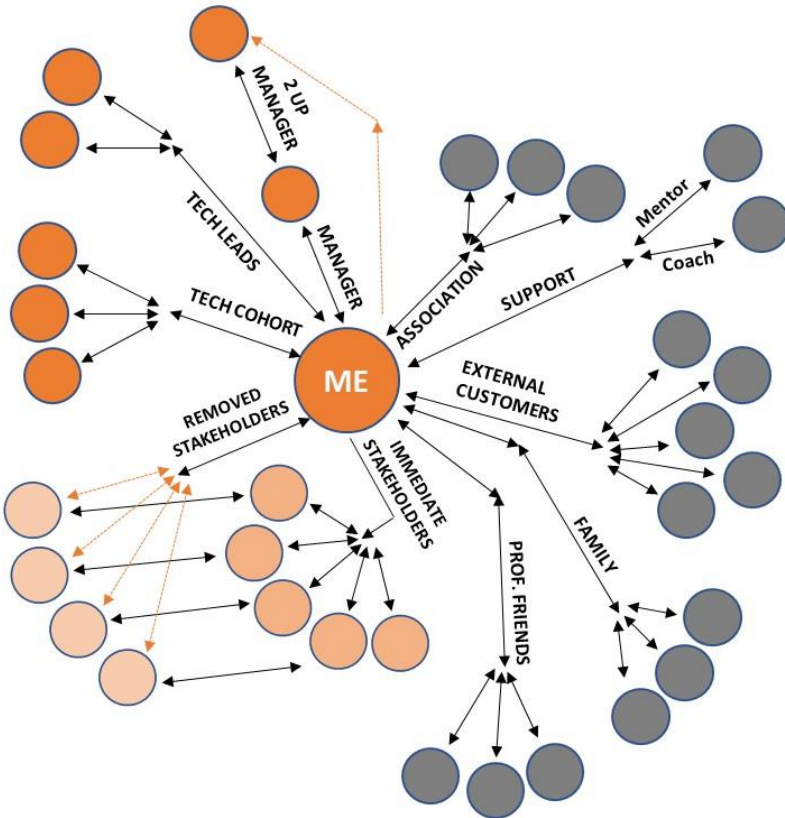 2 UP
MANAGER
TECH LEADS
MANAGER
TECH COHORT
ASSOCIATION
SUPPORT
Mentor
Coach
ME
EXTERNAL
CUSTOMERS
REMOVED
STAKEHOLDERS
IMMEDIATE
STAKEHOLDERS
FAMILY
PROF. FRIENDS